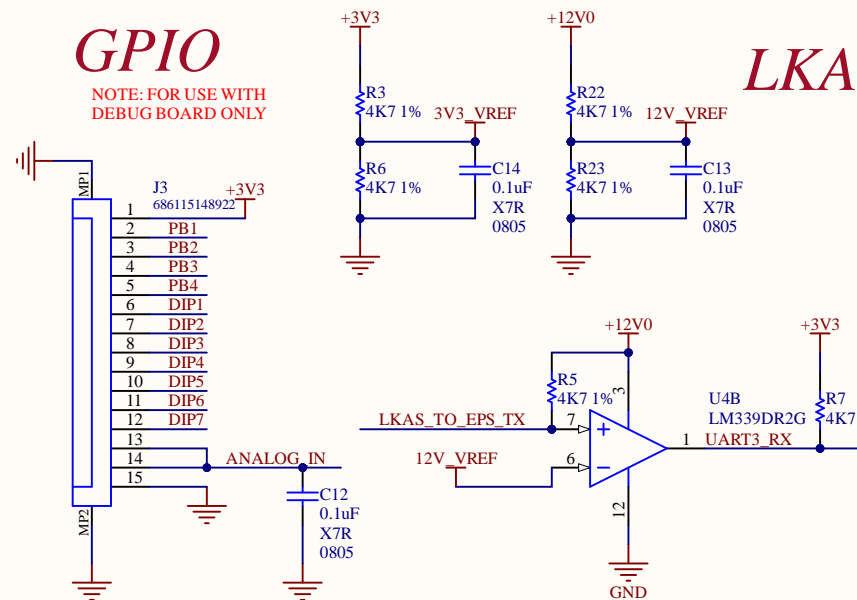 GPIO
NOTE: FOR USE WITH
DEBUG BOARD ONLY
MP1
J3
686115148922
+3V3
1
2 PB1
3 PB2
4 PB3
5 PB4
6 DIP1
7 DIP2
8 DIP3
9 DIP4
10 DIP5
11 DIP6
12 DIP7
13
14 ANALOG_IN
15
MP2
C12
0.1uF
X7R
0805
+3V3
R3
4K7 1%
3V3_VREF
R6
4K7 1%
C14
0.1uF
X7R
0805
+12V0
R22
4K7 1%
12V_VREF
R23
4K7 1%
C13
0.1uF
X7R
0805
LKA
+12V0
R5
4K7 1%
3
LKAS_TO_EPS_TX
7
12V_VREF
6
12
GND
U4B
LM339DR2G
1
UART3_RX
+3V3
R7
4K7